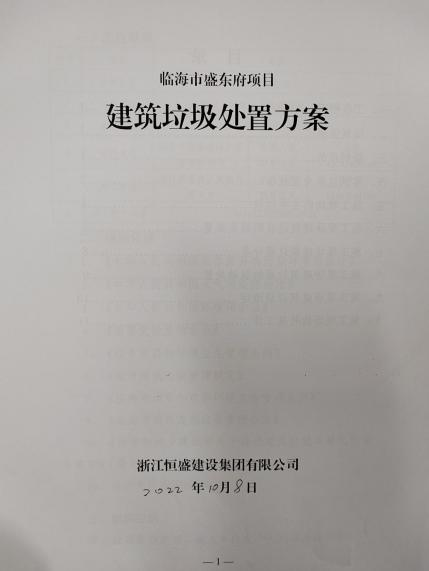 临海市盛东府项目
建筑垃圾处置方案
浙江恒盛建设集团有限公司
2022 年10月8日
—1—